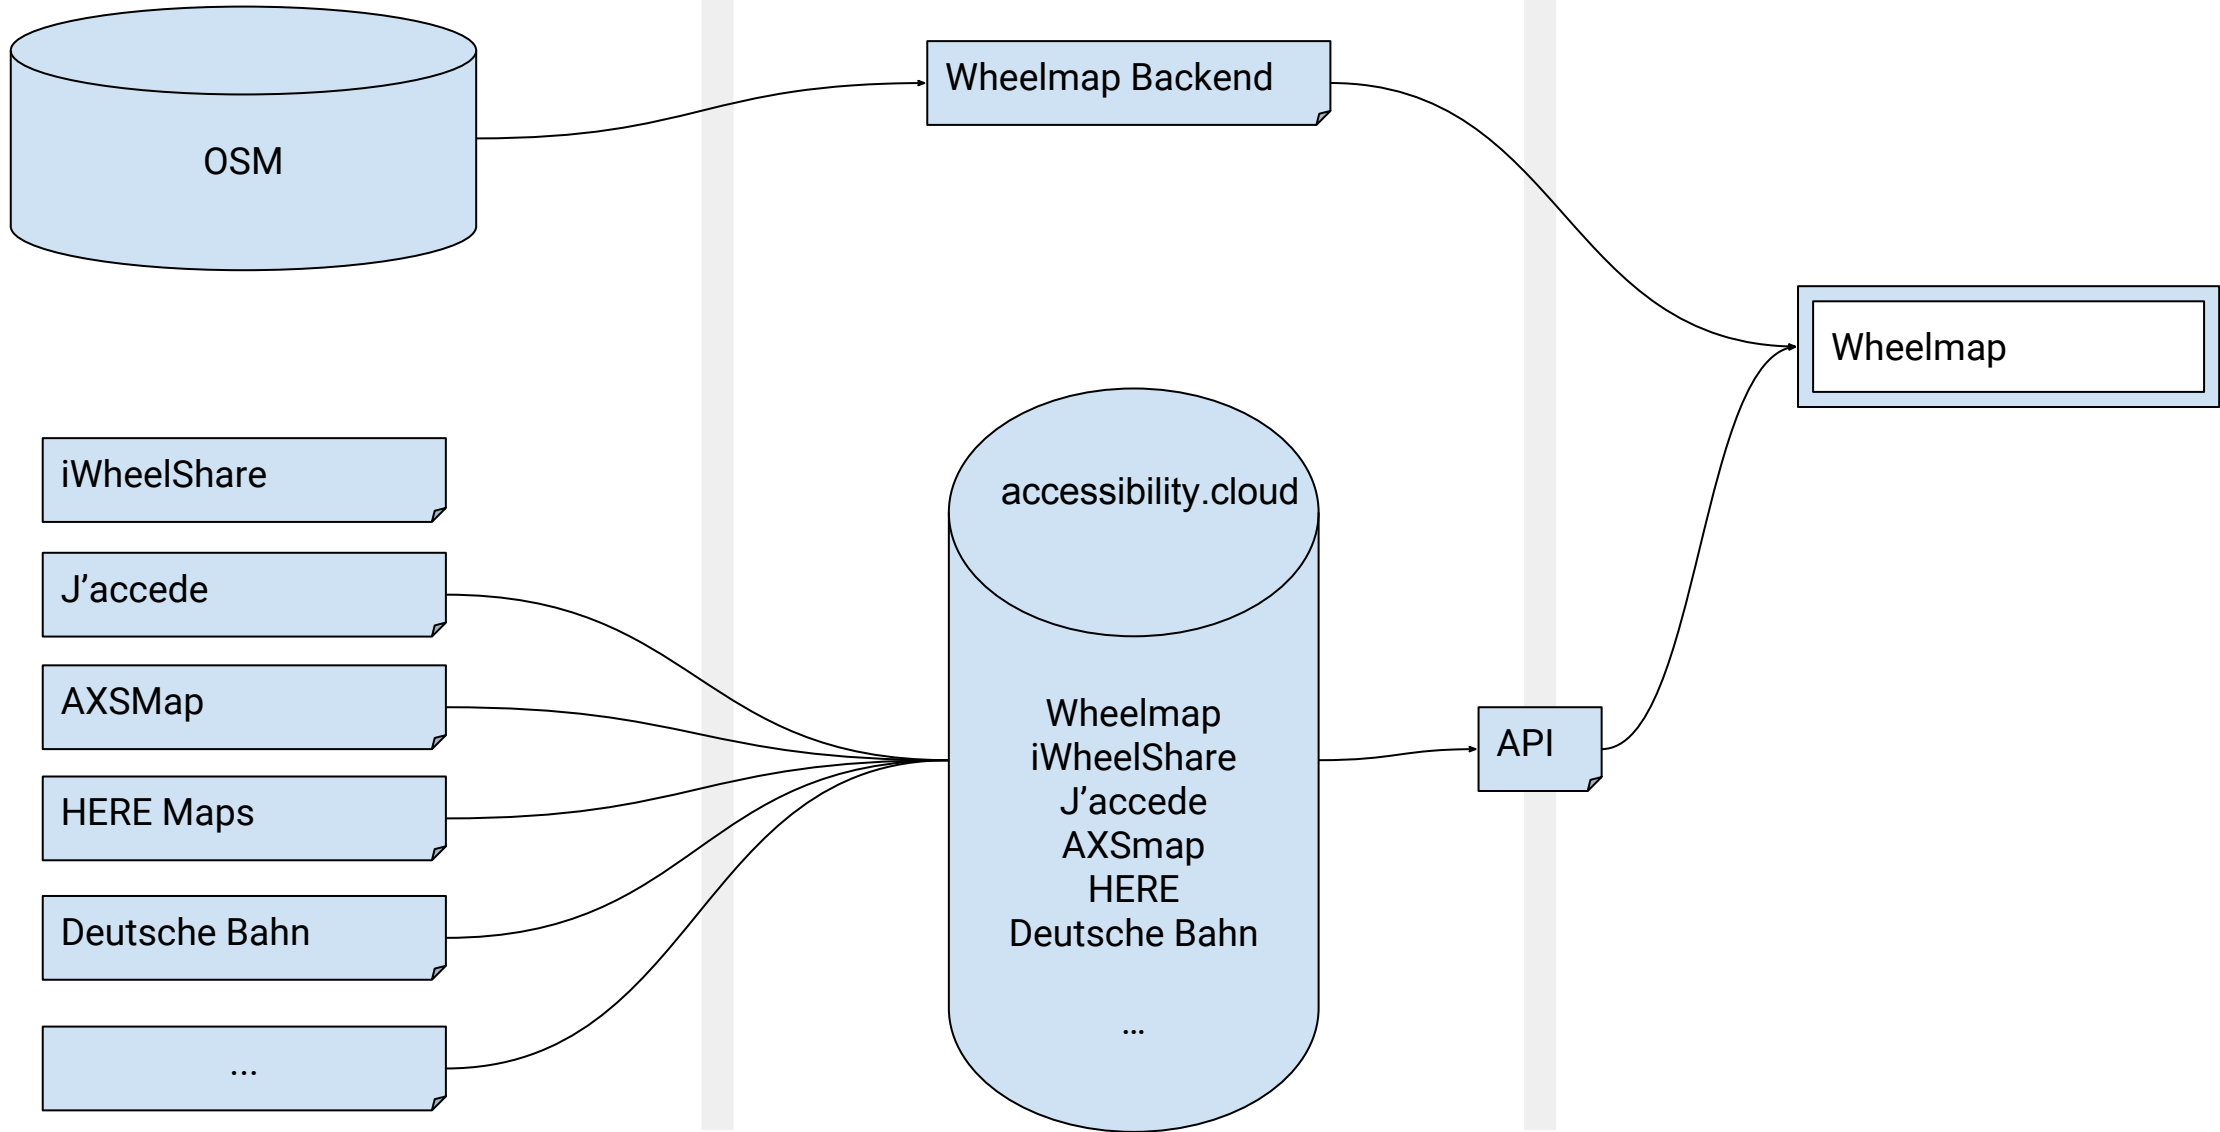 OSM
Wheelmap Backend
Wheelmap
iWheelShare
J’accede
AXSMap
HERE Maps
Deutsche Bahn
...
accessibility.cloud
Wheelmap
iWheelShare
J’accede
AXSmap
HERE
Deutsche Bahn
...
API